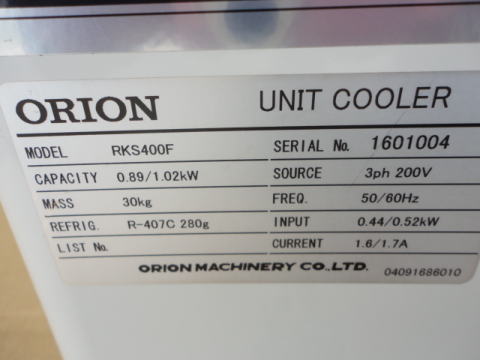 ORION UNIT COOLER
MODEL RKS400F SERIAL No. 1601004
CAPACITY 0.89/1.02kW SOURCE 3ph 200V
MASS 30kg FREQ. 50/60Hz
REFRIG. R-407C 280g INPUT 0.44/0.52kW
LIST No. CURRENT 1.6/1.7A
ORION MACHINERY CO.,LTD. 04091686010